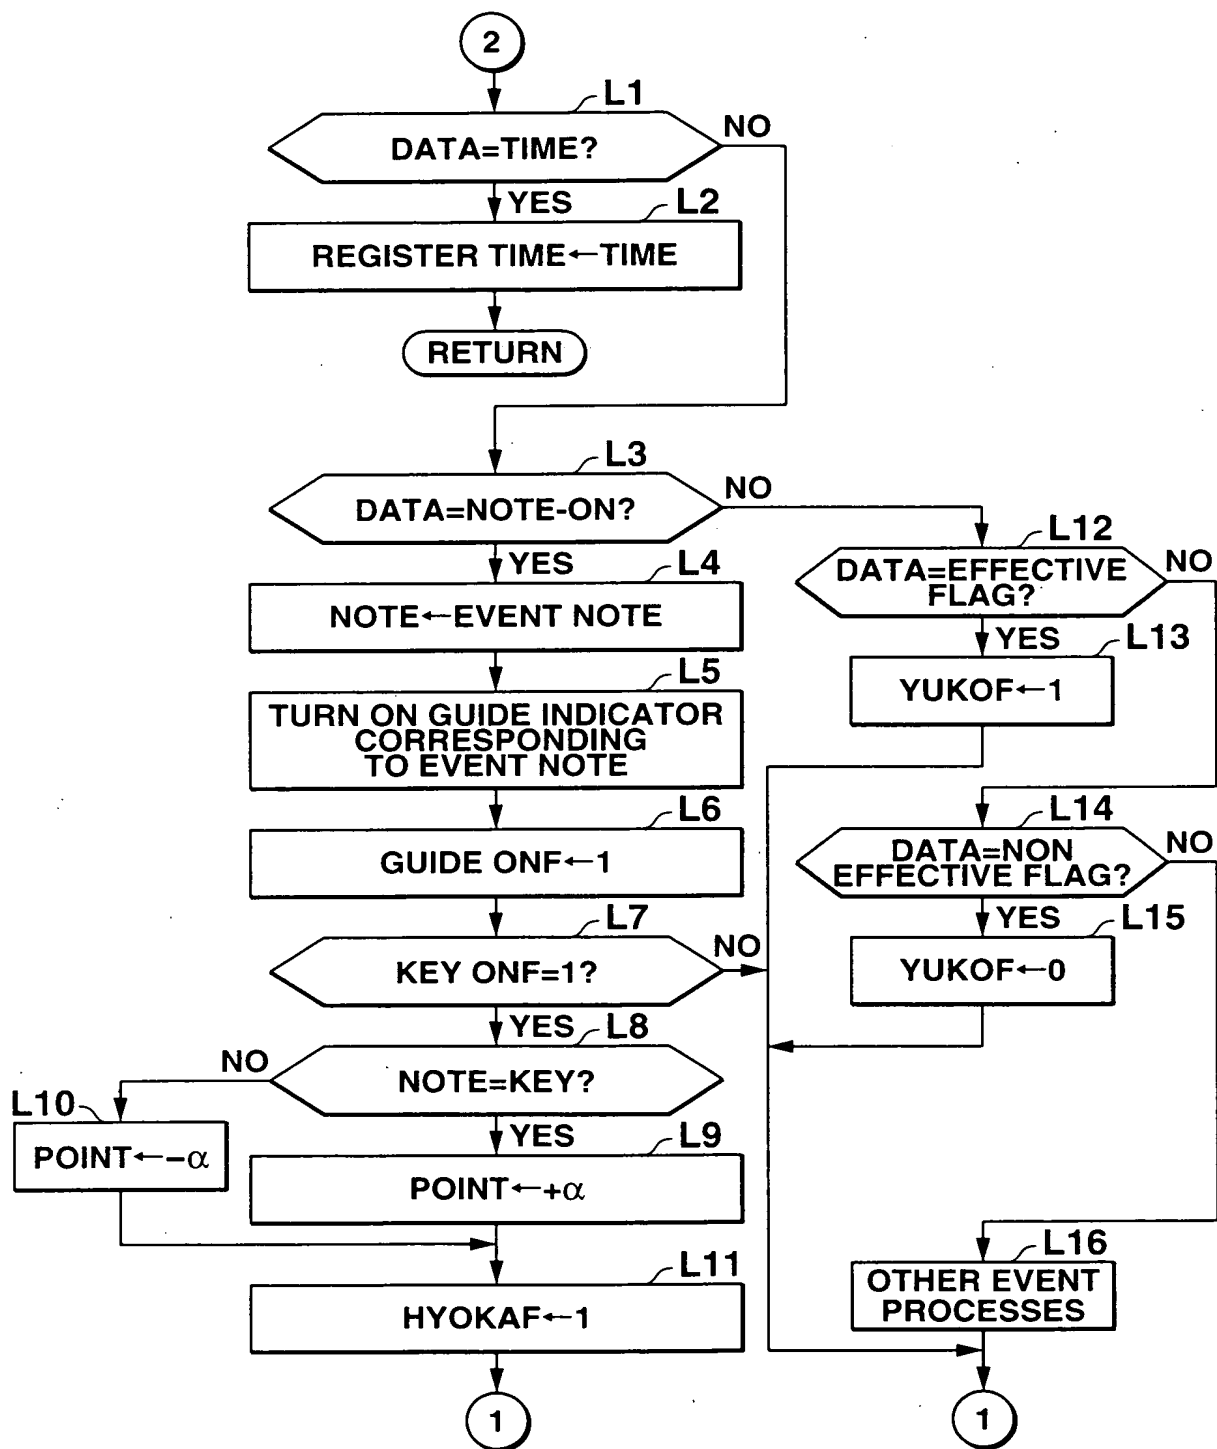 2
L1
DATA=TIME?
NO
YES
L2
REGISTER TIME←TIME
RETURN
L3
DATA=NOTE-ON?
NO
YES
L4
NOTE←EVENT NOTE
L5
TURN ON GUIDE INDICATOR
CORRESPONDING
TO EVENT NOTE
L6
GUIDE ONF←1
L7
KEY ONF=1?
NO
YES
L8
NOTE=KEY?
NO
YES
L10
POINT←-α
L9
POINT←+α
L11
HYOKAF←1
1
L12
DATA=EFFECTIVE
FLAG?
NO
YES
L13
YUKOF←1
L14
DATA=NON
EFFECTIVE FLAG?
NO
YES
L15
YUKOF←0
L16
OTHER EVENT
PROCESSES
1